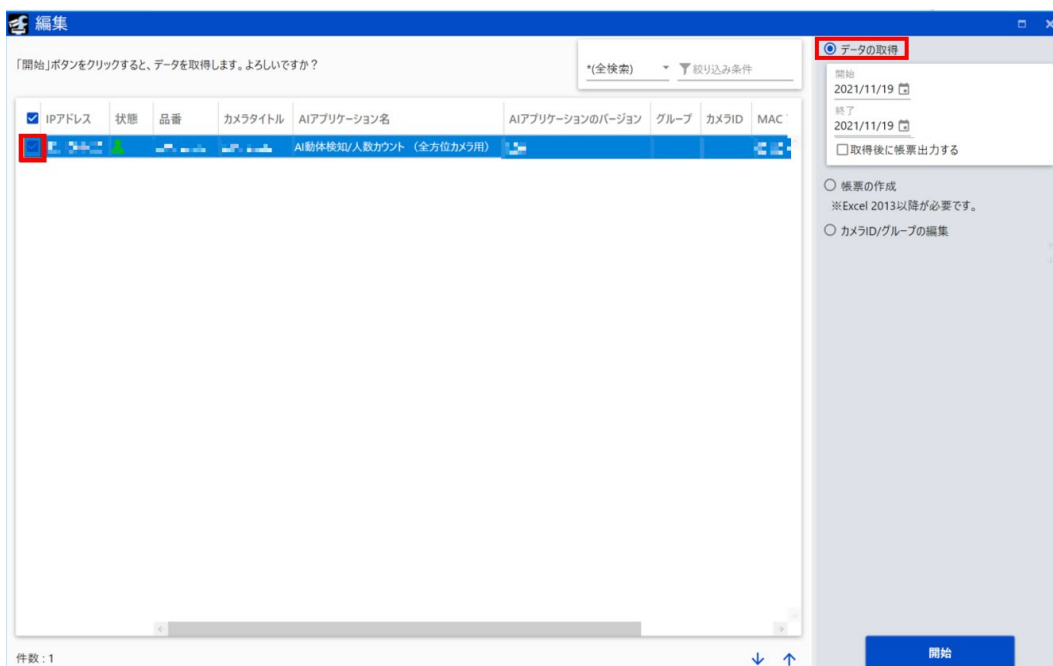 編集
「開始」ボタンをクリックすると、データを取得します。よろしいですか?
*(全検索)
絞り込み条件
IPアドレス 状態 品番 カメラタイトル AIアプリケーション名 AIアプリケーションのバージョン グループ カメラID MAC
AI動体検知/人数カウント (全方位カメラ用)
件数 : 1
データの取得
開始
2021/11/19
終了
2021/11/19
取得後に帳票出力する
帳票の作成
※Excel 2013以降が必要です。
カメラID/グループの編集
開始